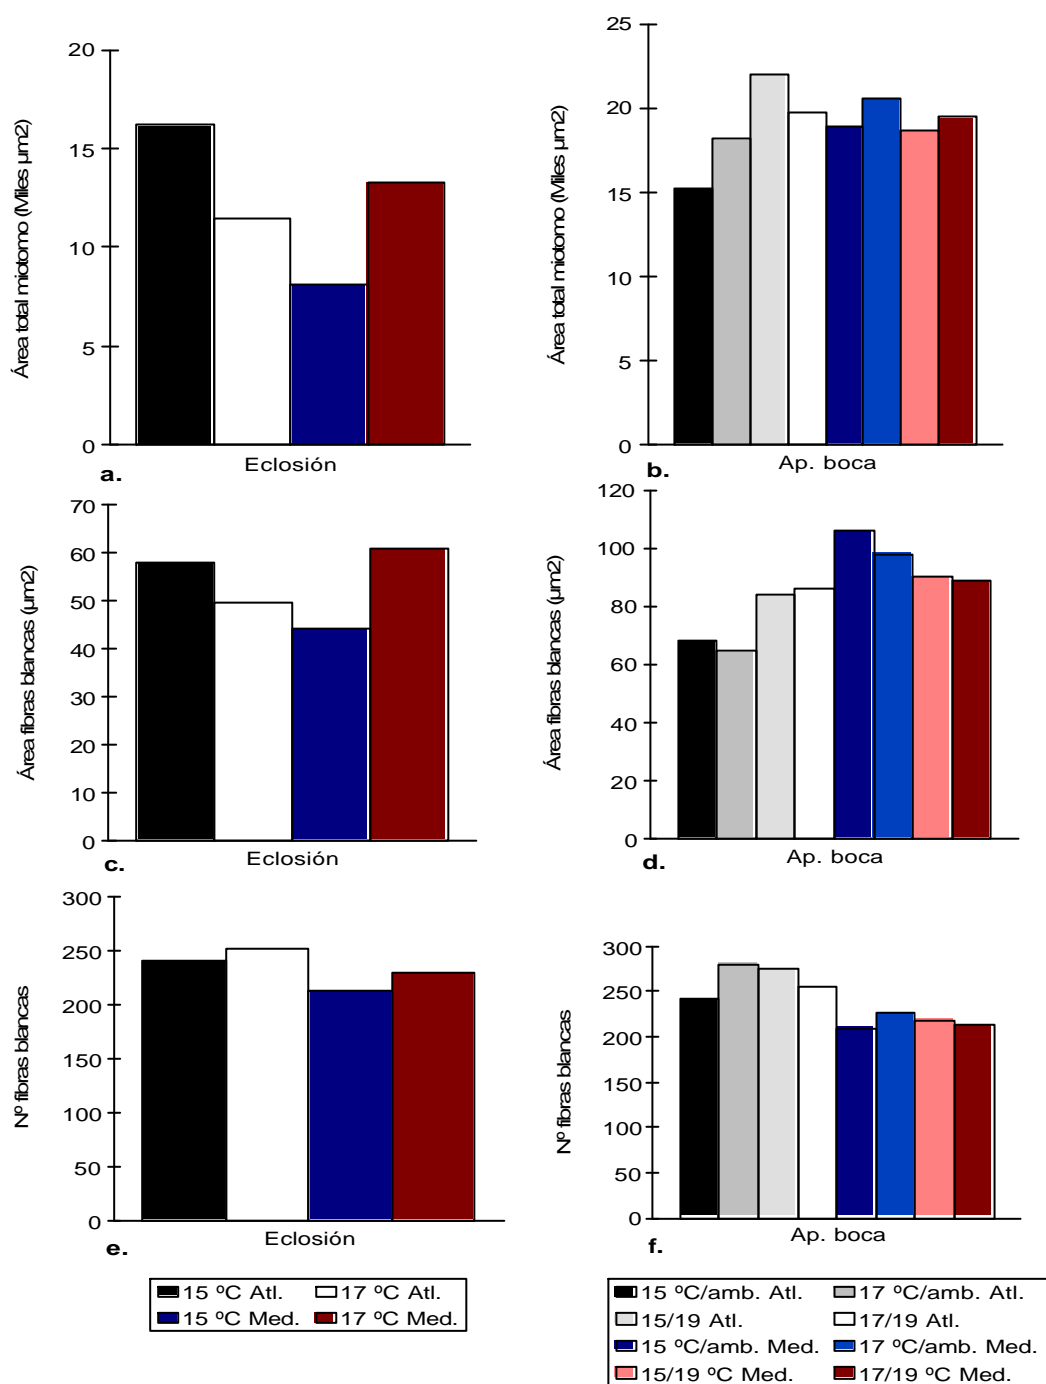 Área total miotomo (Miles µm2)
20
15
10
5
0
Eclosión
a.
Área total miotomo (Miles µm2)
25
20
15
10
5
0
Ap. boca
b.
Área fibras blancas (µm2)
70
60
50
40
30
20
10
0
Eclosión
c.
Área fibras blancas (µm2)
120
100
80
60
40
20
0
Ap. boca
d.
Nº fibras blancas
300
250
200
150
100
50
0
Eclosión
e.
Nº fibras blancas
300
250
200
150
100
50
0
Ap. boca
f.
15 ºC Atl. 17 ºC Atl.
15 ºC Med. 17 ºC Med.
15 ºC/amb. Atl. 17 ºC/amb. Atl.
15/19 Atl. 17/19 Atl.
15 ºC/amb. Med. 17 ºC/amb. Med.
15/19 ºC Med. 17/19 ºC Med.